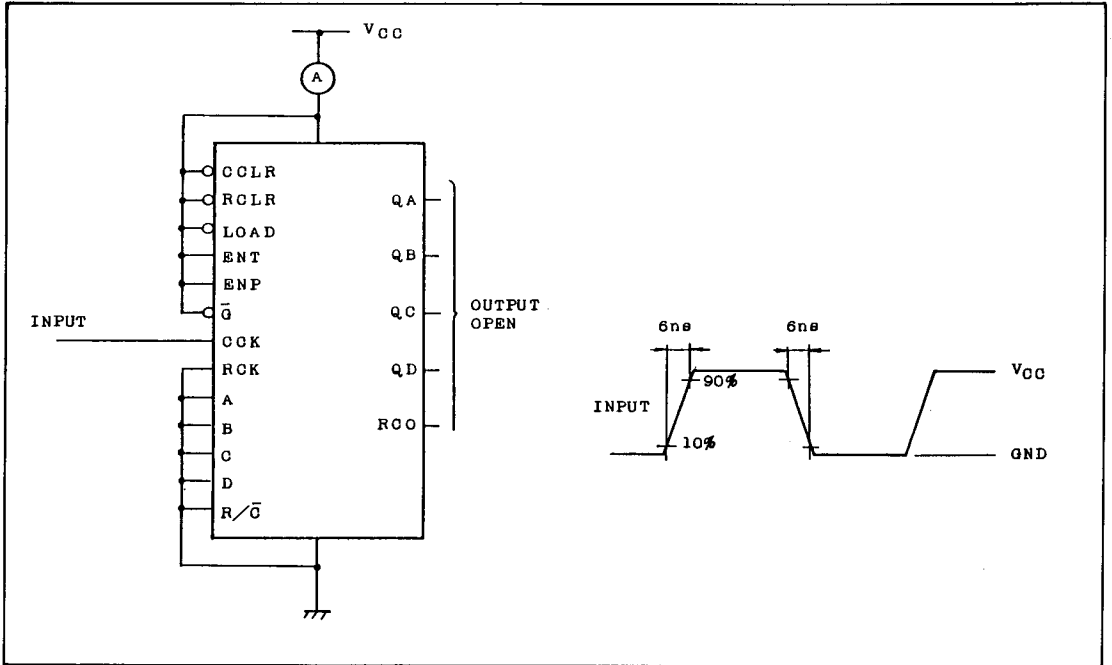 VCC
A
CCLR
RCLR
LOAD
ENT
ENP
G̅
CCK
RCK
A
B
C
D
R/C̅
INPUT
QA
QB
QC
QD
RCO
OUTPUT
OPEN
6ns
6ns
90%
10%
INPUT
VCC
GND